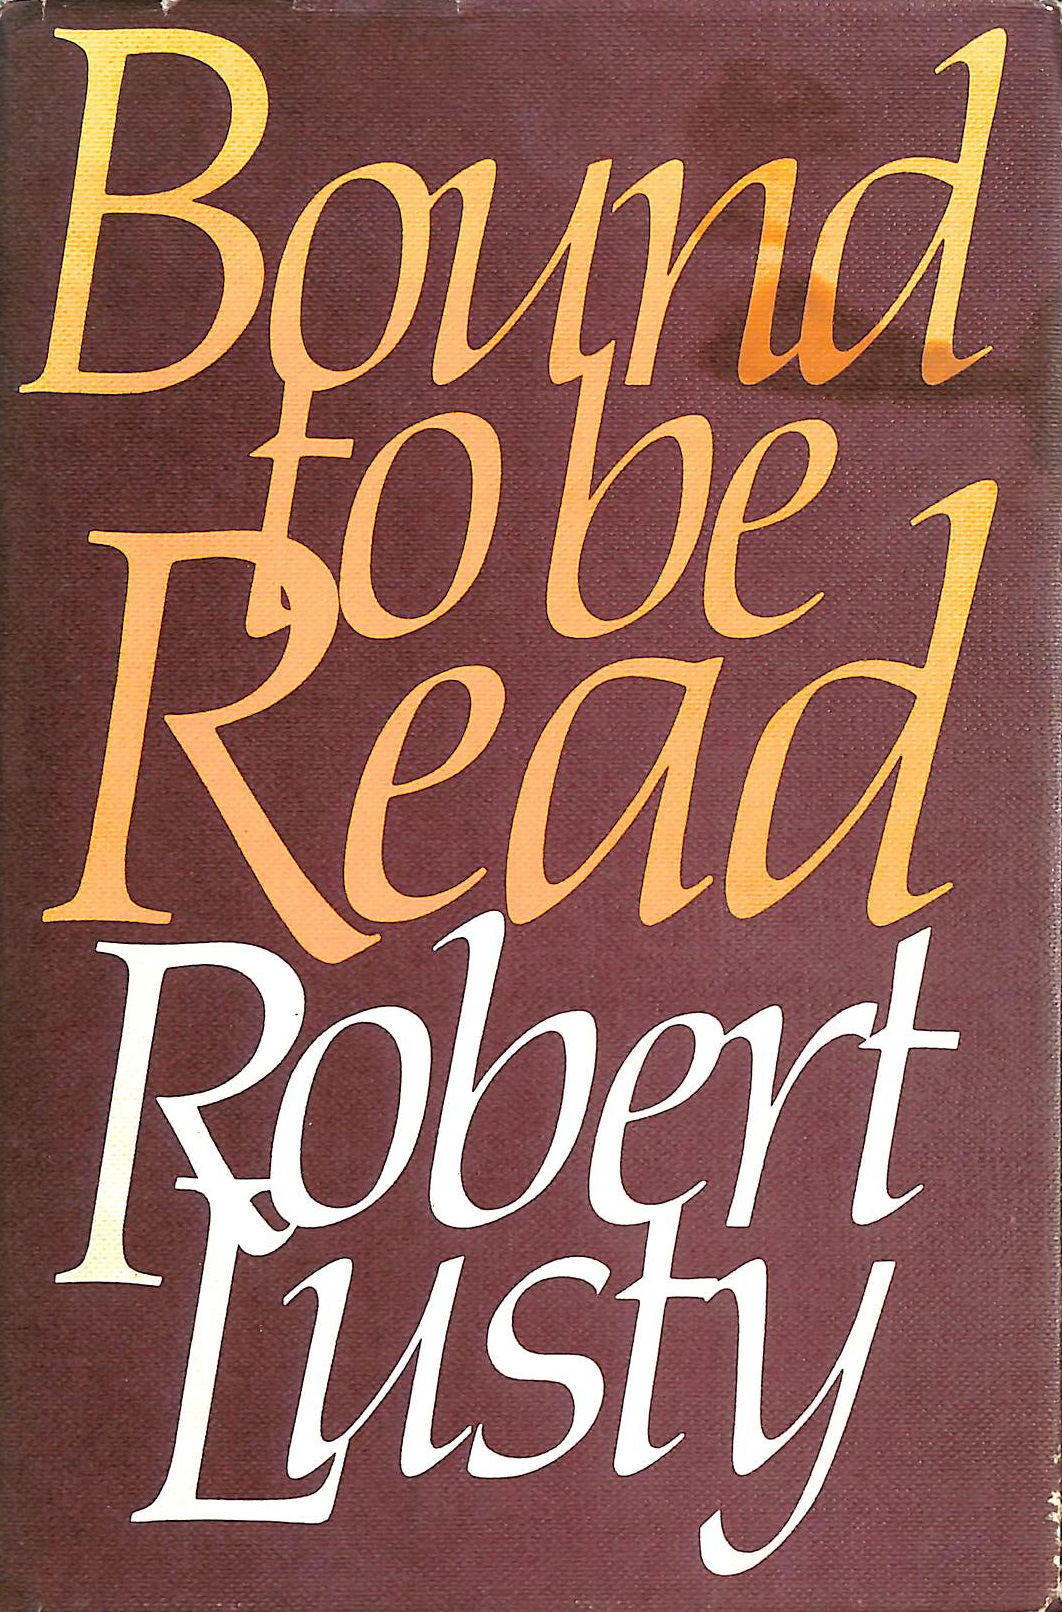 Bound
to be
Read
Robert
Lusty